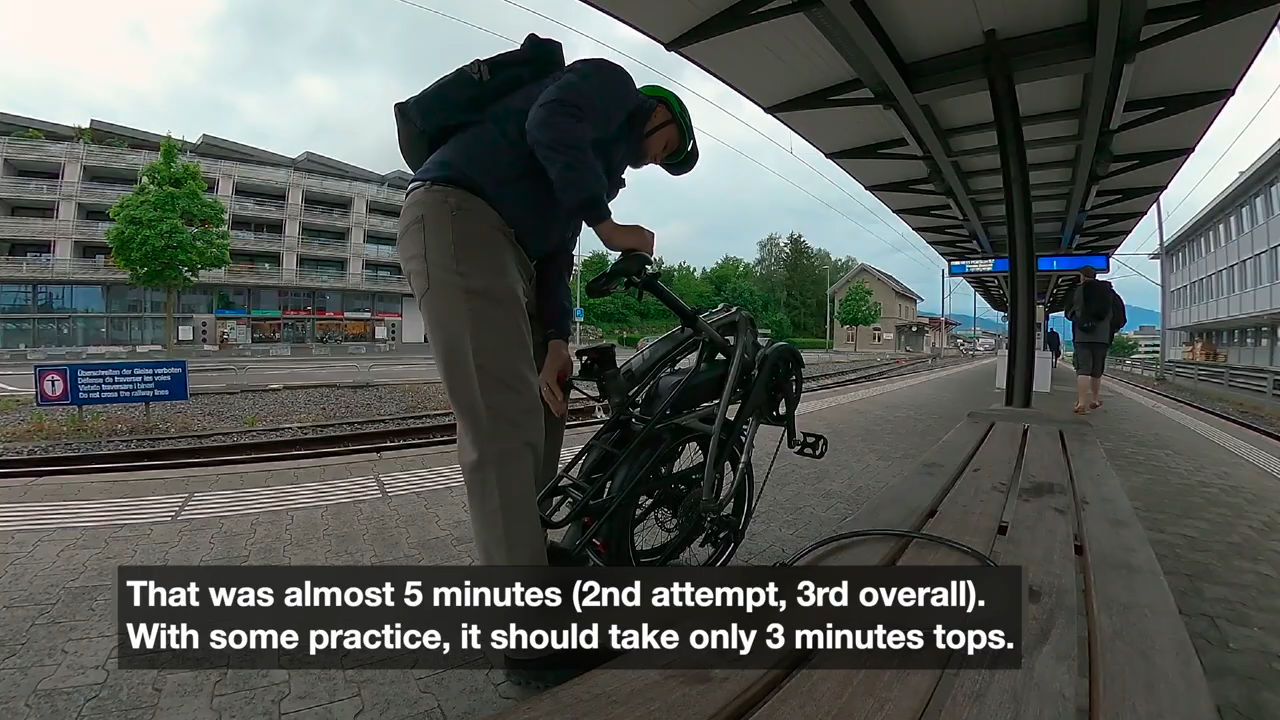 Überschreiten der Gleise verboten
Défense de traverser les voies
Vietato traversare i binari
Do not cross the railway lines
P
That was almost 5 minutes (2nd attempt, 3rd overall).
With some practice, it should take only 3 minutes tops.